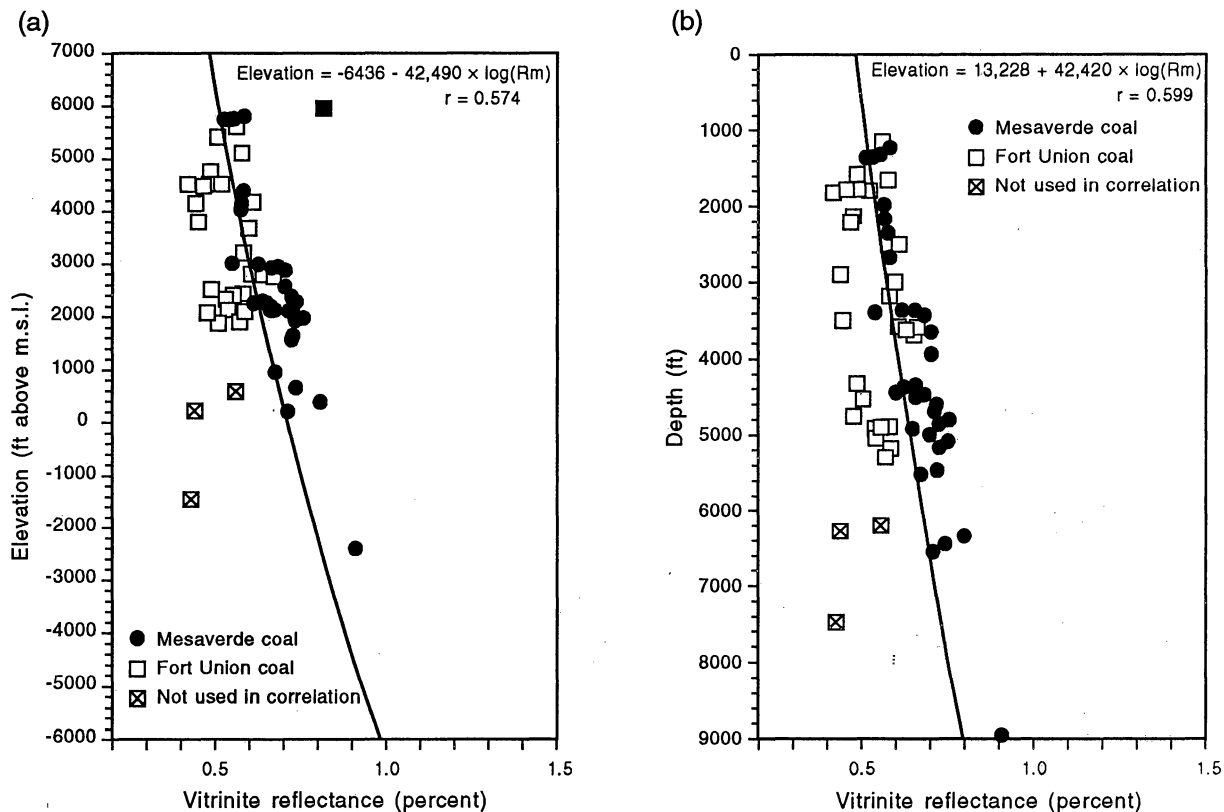 (a)
7000
6000
5000
4000
3000
2000
1000
0
-1000
-2000
-3000
-4000
-5000
-6000
Elevation (ft above m.s.l.)
Elevation = -6436 - 42,490 × log(Rm)
r = 0.574
Mesaverde coal
Fort Union coal
Not used in correlation
0.5
1.0
1.5
Vitrinite reflectance (percent)
(b)
0
1000
2000
3000
4000
5000
6000
7000
8000
9000
Depth (ft)
Elevation = 13,228 + 42,420 × log(Rm)
r = 0.599
Mesaverde coal
Fort Union coal
Not used in correlation
0.5
1.0
1.5
Vitrinite reflectance (percent)